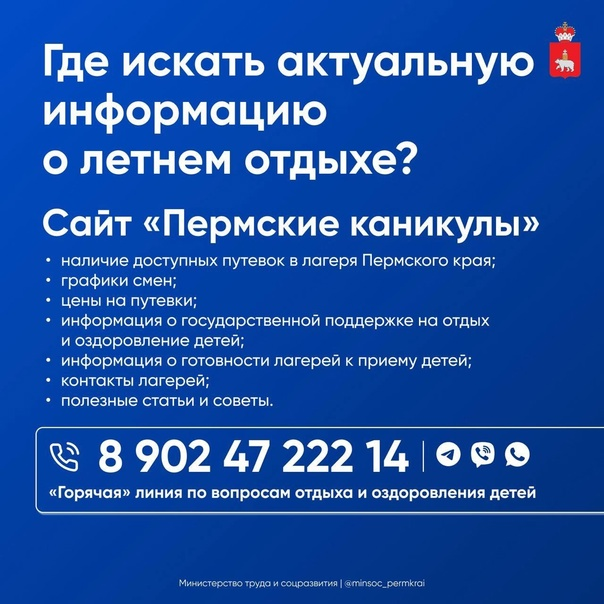 Где искать актуальную
информацию
о летнем отдыхе?
Сайт «Пермские каникулы»
• наличие доступных путевок в лагеря Пермского края;
• графики смен;
• цены на путевки;
• информация о государственной поддержке на отдых
и оздоровление детей;
• информация о готовности лагерей к приему детей;
• контакты лагерей;
• полезные статьи и советы.
8 902 47 222 14
«Горячая» линия по вопросам отдыха и оздоровления детей
Министерство труда и соцразвития | @minsoc_permkrai